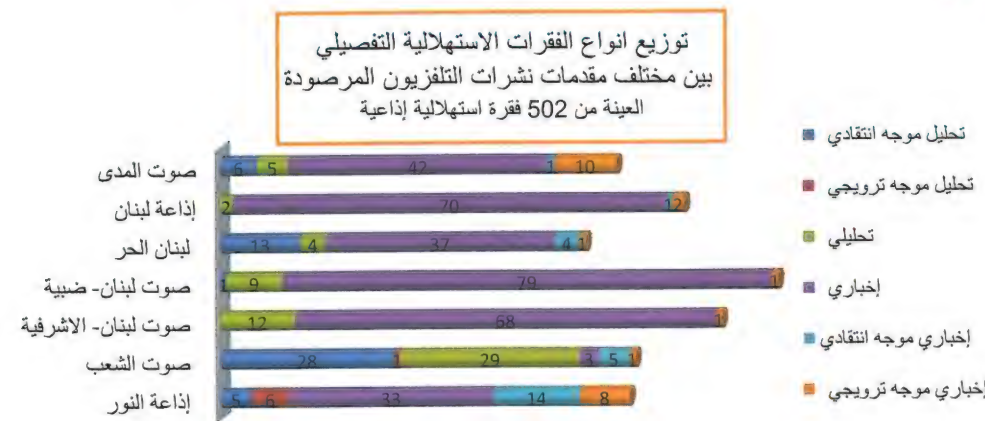 توزيع انواع الفقرات الاستهلالية التفصيلي
بين مختلف مقدمات نشرات التلفزيون المرصودة
العينة من 502 فقرة استهلالية إذاعية
صوت المدى 6 5 42 1 10
إذاعة لبنان 2 70 1 2
لبنان الحر 13 4 37 4 1
صوت لبنان- ضبية 1 9 79 1
صوت لبنان- الاشرفية 12 68 1
صوت الشعب 28 1 29 3 5 1
إذاعة النور 5 6 33 14 8
تحليل موجه انتقادي
تحليل موجه ترويجي
تحليلي
إخباري
إخباري موجه انتقادي
إخباري موجه ترويجي